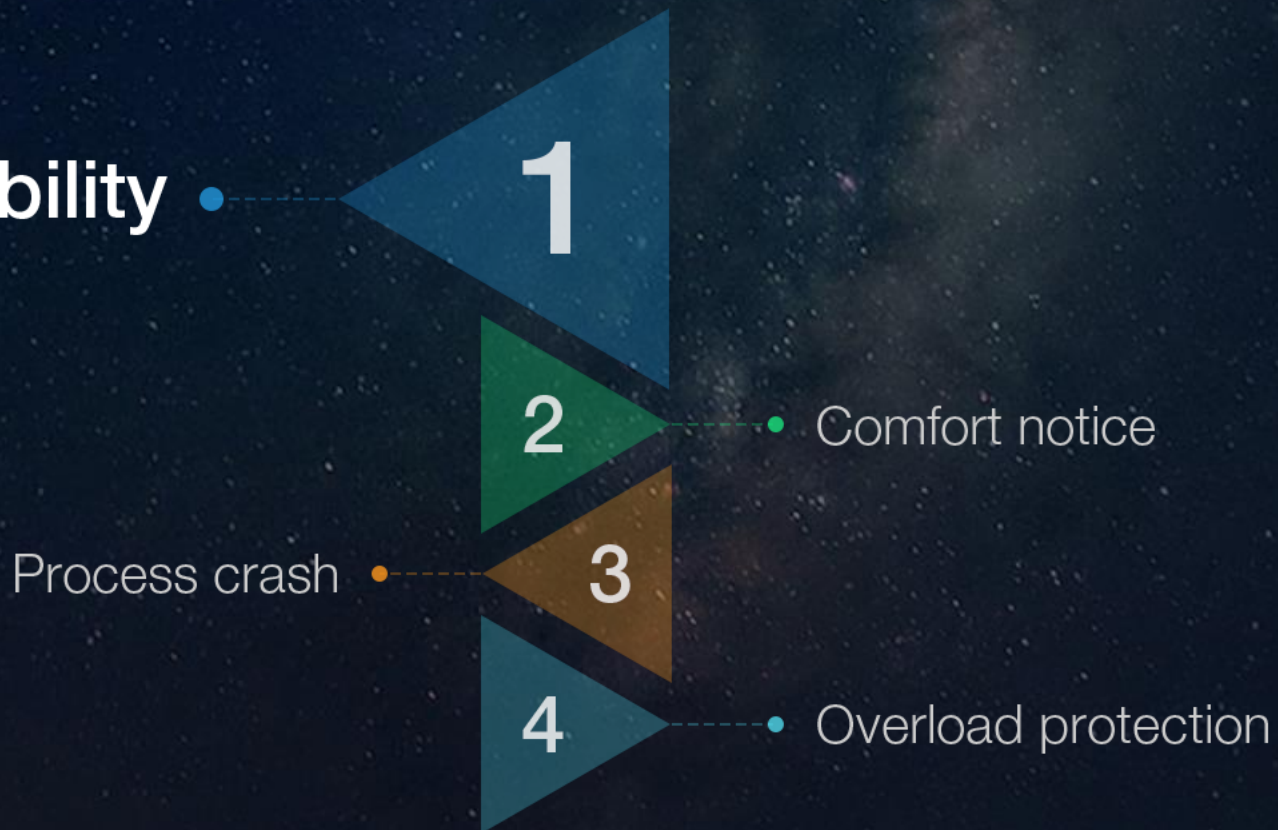 bility
1
2
Comfort notice
Process crash
3
4
Overload protection